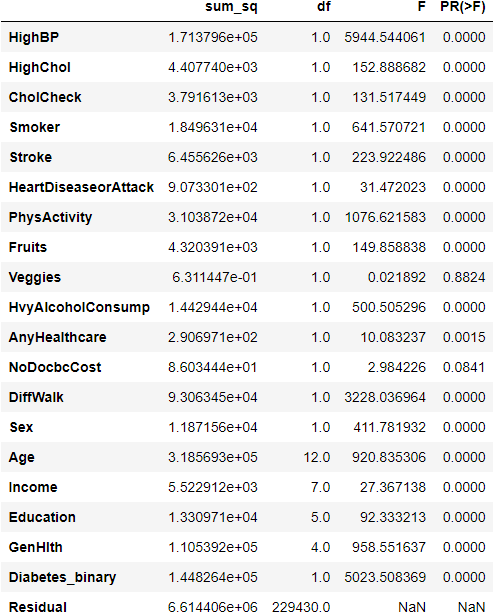 sum_sq df F PR(>F)
HighBP 1.713796e+05 1.0 5944.544061 0.0000
HighChol 4.407740e+03 1.0 152.888682 0.0000
CholCheck 3.791613e+03 1.0 131.517449 0.0000
Smoker 1.849631e+04 1.0 641.570721 0.0000
Stroke 6.455626e+03 1.0 223.922486 0.0000
HeartDiseaseorAttack 9.073301e+02 1.0 31.472023 0.0000
PhysActivity 3.103872e+04 1.0 1076.621583 0.0000
Fruits 4.320391e+03 1.0 149.858838 0.0000
Veggies 6.311447e-01 1.0 0.021892 0.8824
HvyAlcoholConsump 1.442944e+04 1.0 500.505296 0.0000
AnyHealthcare 2.906971e+02 1.0 10.083237 0.0015
NoDocbcCost 8.603444e+01 1.0 2.984226 0.0841
DiffWalk 9.306345e+04 1.0 3228.036964 0.0000
Sex 1.187156e+04 1.0 411.781932 0.0000
Age 3.185693e+05 12.0 920.835306 0.0000
Income 5.522912e+03 7.0 27.367138 0.0000
Education 1.330971e+04 5.0 92.333213 0.0000
GenHlth 1.105392e+05 4.0 958.551637 0.0000
Diabetes_binary 1.448264e+05 1.0 5023.508369 0.0000
Residual 6.614406e+06 229430.0 NaN NaN